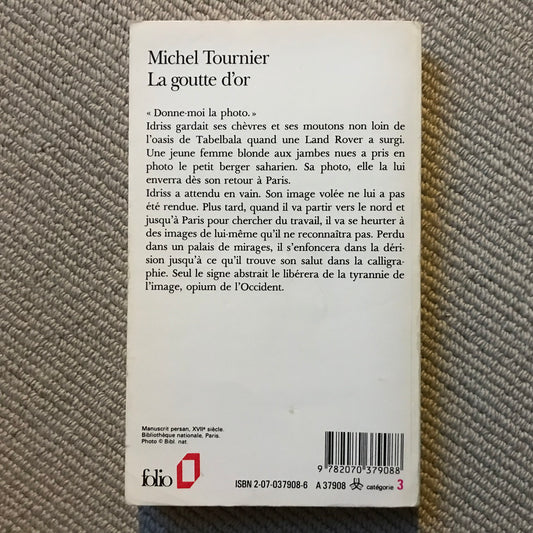 Michel Tournier
La goutte d'or
« Donne-moi la photo. »
Idriss gardait ses chèvres et ses moutons non loin de
l'oasis de Tabelbala quand une Land Rover a surgi.
Une jeune femme blonde aux jambes nues a pris en
photo le petit berger saharien. Sa photo, elle la lui
enverra dès son retour à Paris.
Idriss a attendu en vain. Son image volée ne lui a pas
été rendue. Plus tard, quand il va partir vers le nord et
jusqu'à Paris pour chercher du travail, il va se heurter à
des images de lui-même qu'il ne reconnaîtra pas. Perdu
dans un palais de mirages, il s'enfoncera dans la déri-
sion jusqu'à ce qu'il trouve son salut dans la calligra-
phie. Seul le signe abstrait le libérera de la tyrannie de
l'image, opium de l'Occident.
Manuscrit persan, XVIIe siècle.
Bibliothèque nationale, Paris.
Photo © Bibl. nat.
9 782070 379088
folio
ISBN 2-07-037908-6 A 37908 catégorie 3